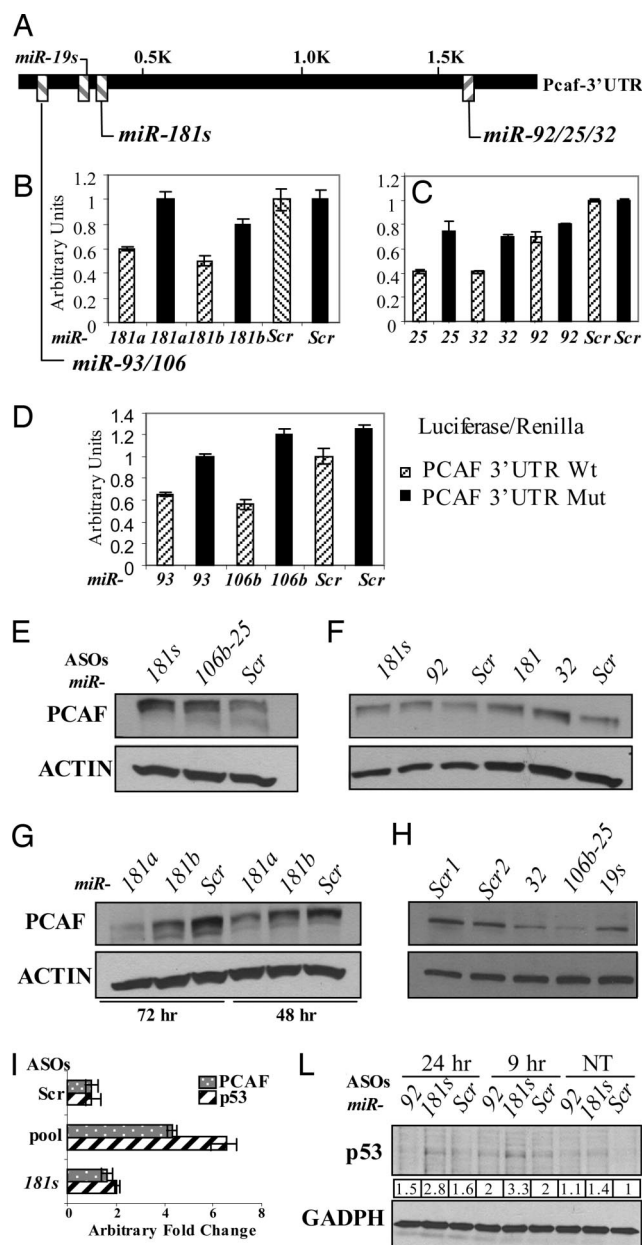 A
miR-19s
0.5K 1.0K 1.5K
Pcaf-3'UTR
miR-181s
miR-92/25/32
B
Arbitrary Units
1.2
1
0.8
0.6
0.4
0.2
0
miR- 181a 181a 181b 181b Scr Scr
miR-93/106
C
1.2
1
0.8
0.6
0.4
0.2
0
25 25 32 32 92 92 Scr Scr
D
Arbitrary Units
1.4
1.2
1
0.8
0.6
0.4
0.2
0
miR- 93 93 106b 106b Scr Scr
Luciferase/Renilla
PCAF 3'UTR Wt
PCAF 3'UTR Mut
E
ASOs
miR- 181s 106b-25 Scr
PCAF
ACTIN
F
181s 92 Scr 181 32 Scr
G
miR- 181a 181b Scr 181a 181b Scr
PCAF
ACTIN
72 hr 48 hr
H
Scr1 Scr2 32 106b-25 19s
I
ASOs
Scr
pool
181s
PCAF
p53
0 2 4 6 8
Arbitrary Fold Change
L
24 hr 9 hr NT
ASOs
miR- 92 181s Scr 92 181s Scr 92 181s Scr
p53
1.5 2.8 1.6 2 3.3 2 1.1 1.4 1
GADPH